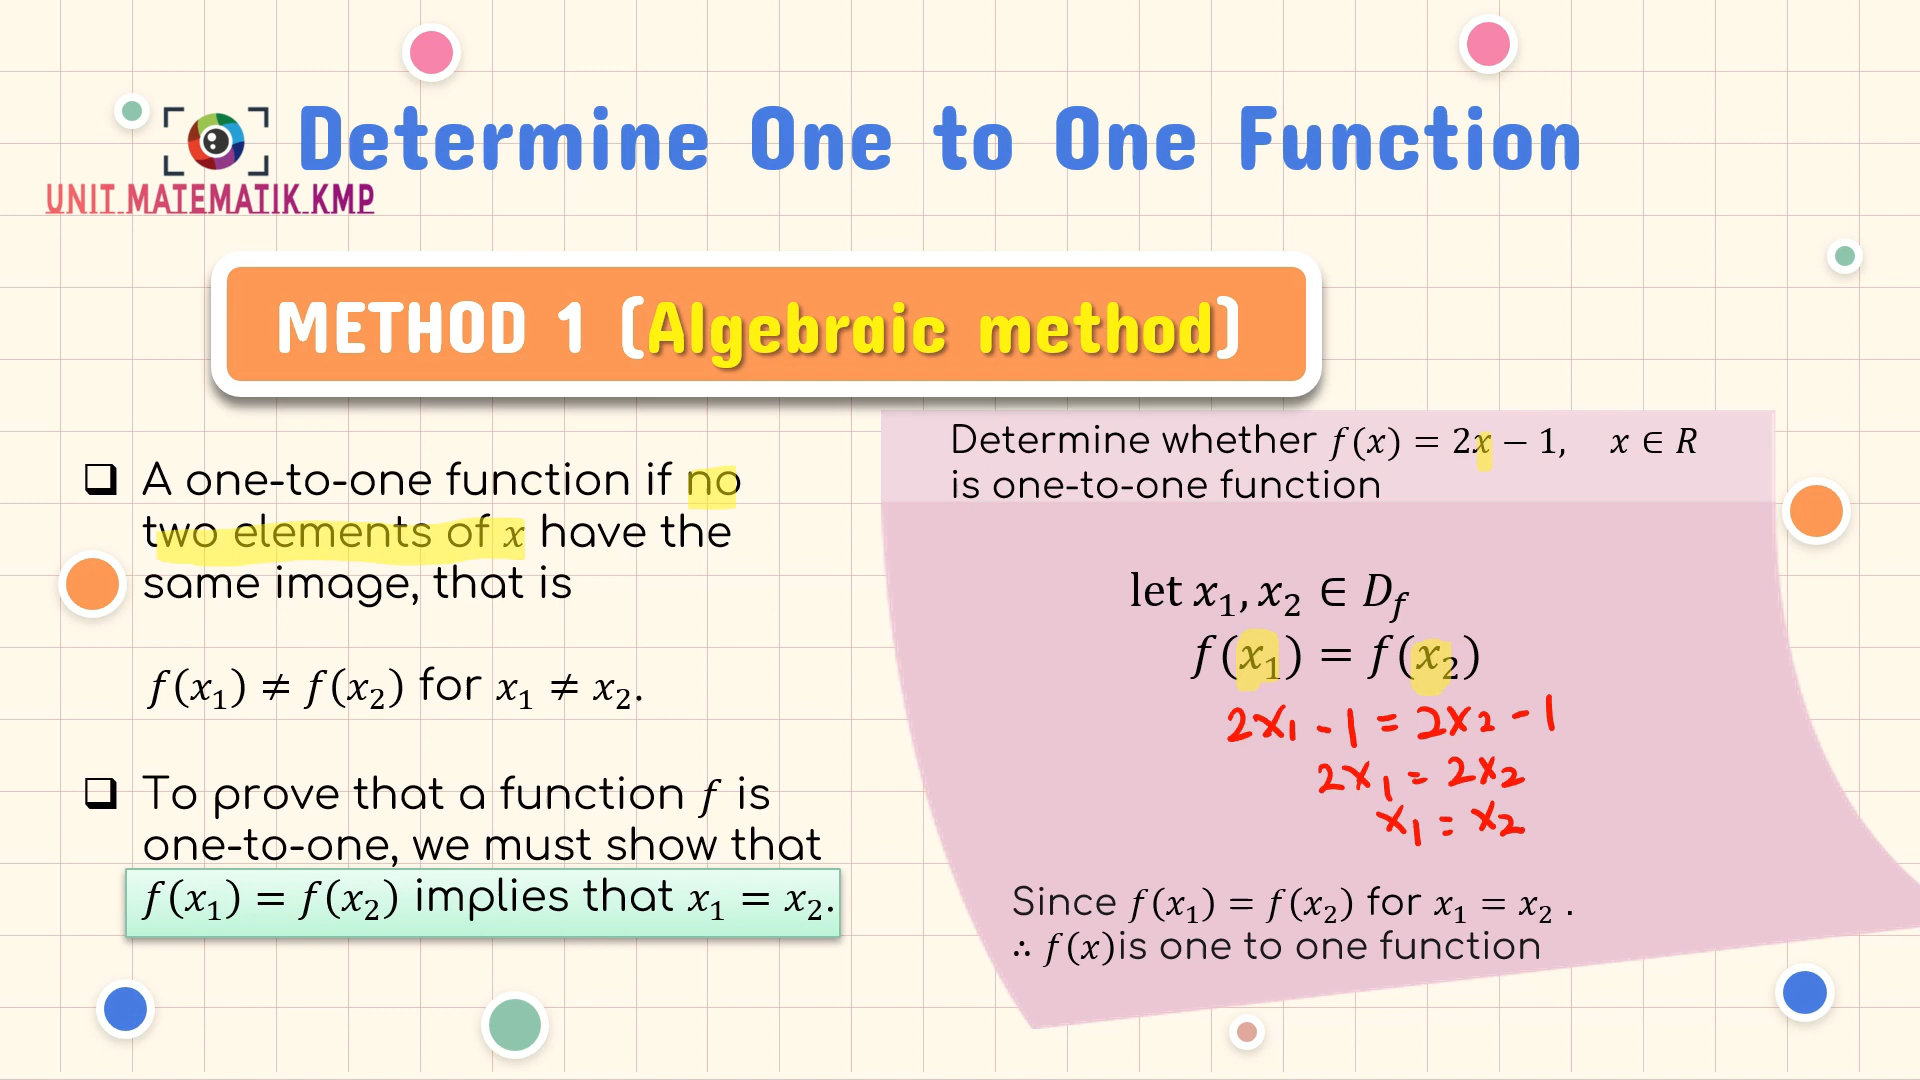 Determine One to One Function
UNIT MATEMATIK KMP
METHOD 1 (Algebraic method)
❑ A one-to-one function if no
two elements of x have the
same image, that is
f(x₁) ≠ f(x₂) for x₁ ≠ x₂.
❑ To prove that a function f is
one-to-one, we must show that
f(x₁) = f(x₂) implies that x₁ = x₂.
Determine whether f(x) = 2x − 1, x ∈ R
is one-to-one function
let x₁, x₂ ∈ D_f
f(x₁) = f(x₂)
2x₁ - 1 = 2x₂ - 1
2x₁ = 2x₂
x₁ = x₂
Since f(x₁) = f(x₂) for x₁ = x₂ .
∴ f(x)is one to one function